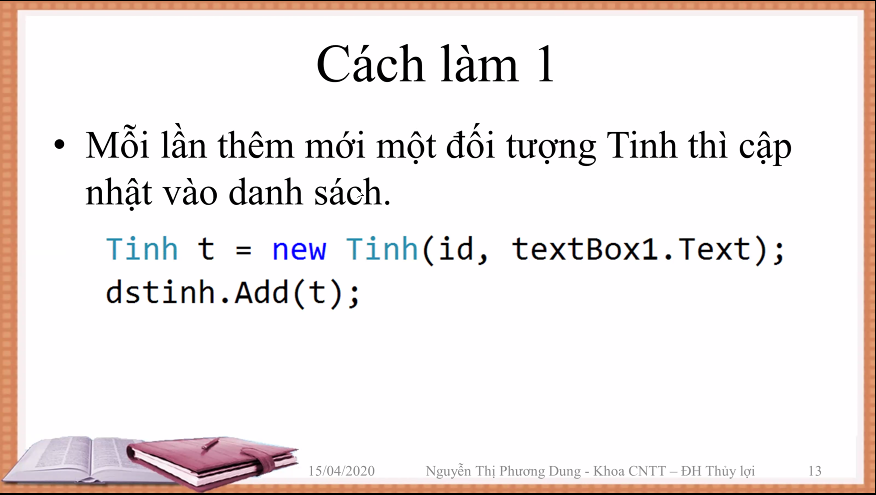 Cách làm 1
• Mỗi lần thêm mới một đối tượng Tinh thì cập
nhật vào danh sách.
Tinh t = new Tinh(id, textBox1.Text);
dstinh.Add(t);
15/04/2020 Nguyễn Thị Phương Dung - Khoa CNTT – ĐH Thủy lợi 13